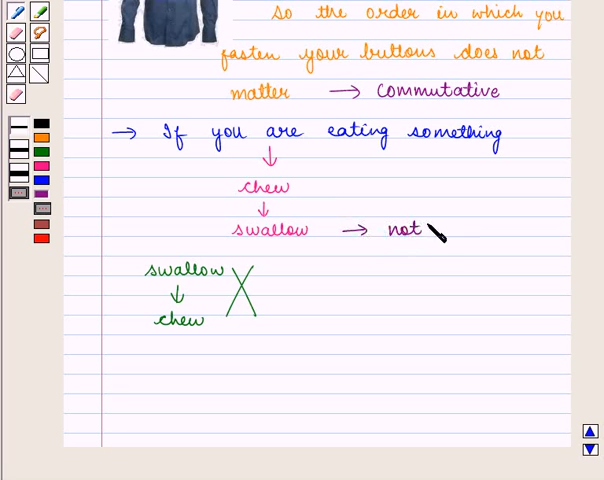 So the order in which you
fasten your buttons does not
matter → Commutative
→ If you are eating something
↓
chew
↓
swallow → not
swallow
↓
chew